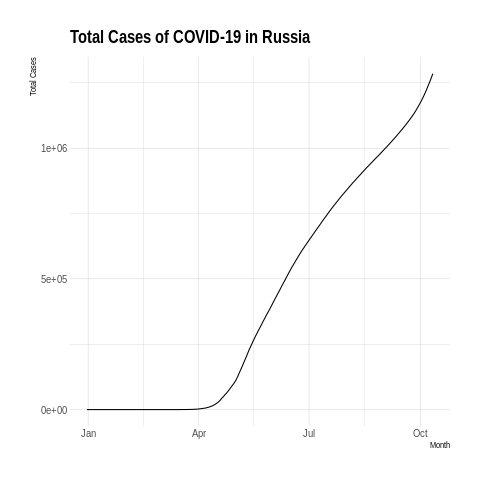 Total Cases of COVID-19 in Russia
Total Cases
1e+06
5e+05
0e+00
Jan Apr Jul Oct
Month